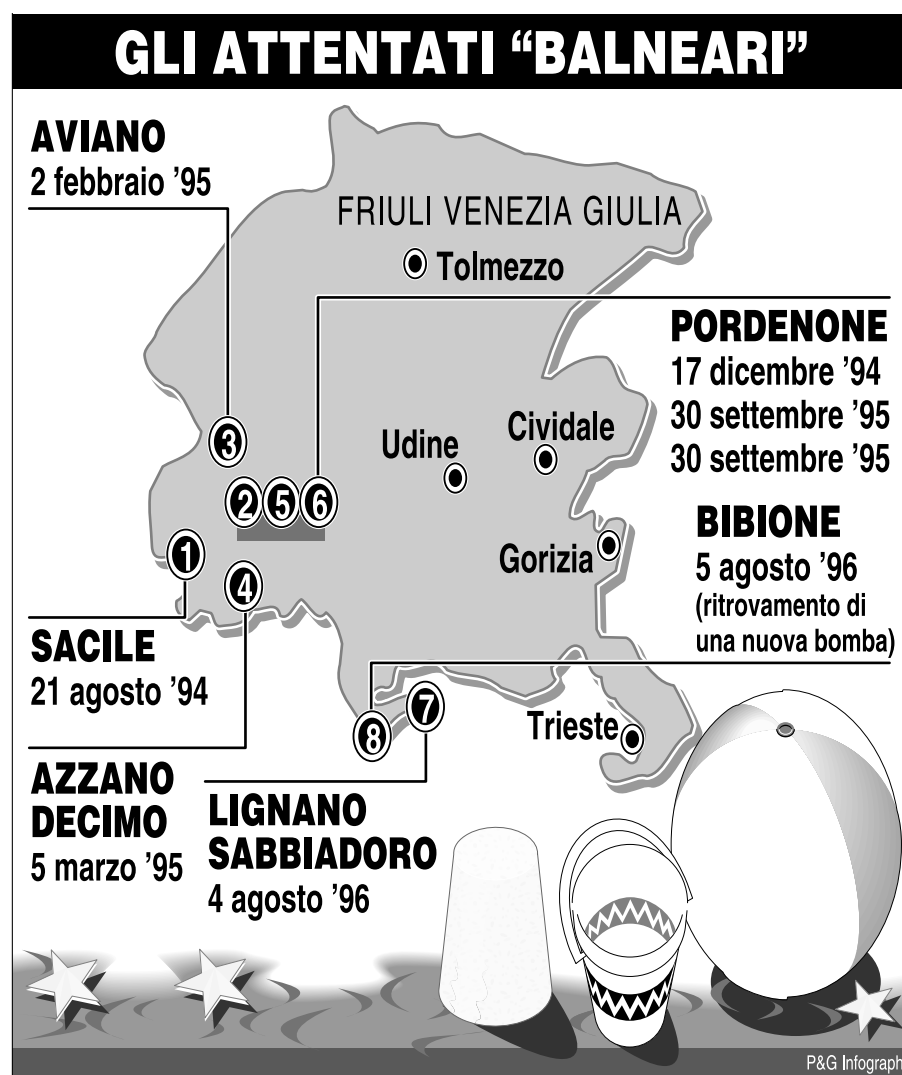 GLI ATTENTATI “BALNEARI”
AVIANO
2 febbraio ’95
FRIULI VENEZIA GIULIA
Tolmezzo
PORDENONE
17 dicembre ’94
30 settembre ’95
30 settembre ’95
Udine
Cividale
3
2
5
6
BIBIONE
5 agosto ’96
(ritrovamento di
una nuova bomba)
Gorizia
1
4
SACILE
21 agosto ’94
7
8
Trieste
AZZANO
DECIMO
5 marzo ’95
LIGNANO
SABBIADORO
4 agosto ’96
P&G Infograph